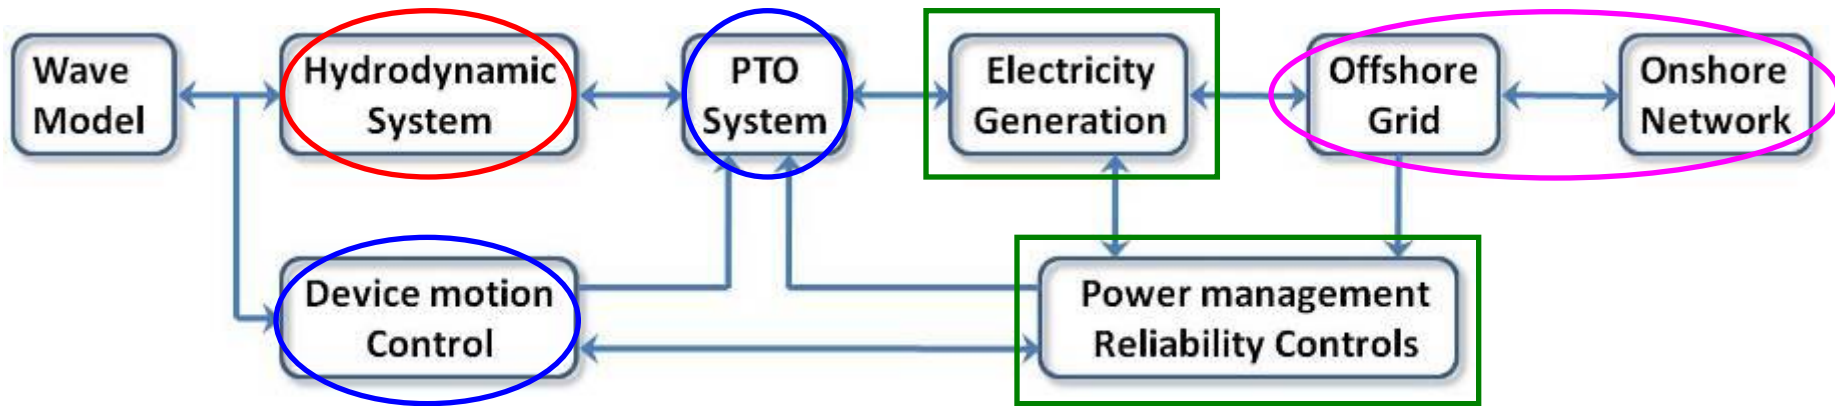 Wave
Model
Hydrodynamic
System
PTO
System
Electricity
Generation
Offshore
Grid
Onshore
Network
Device motion
Control
Power management
Reliability Controls